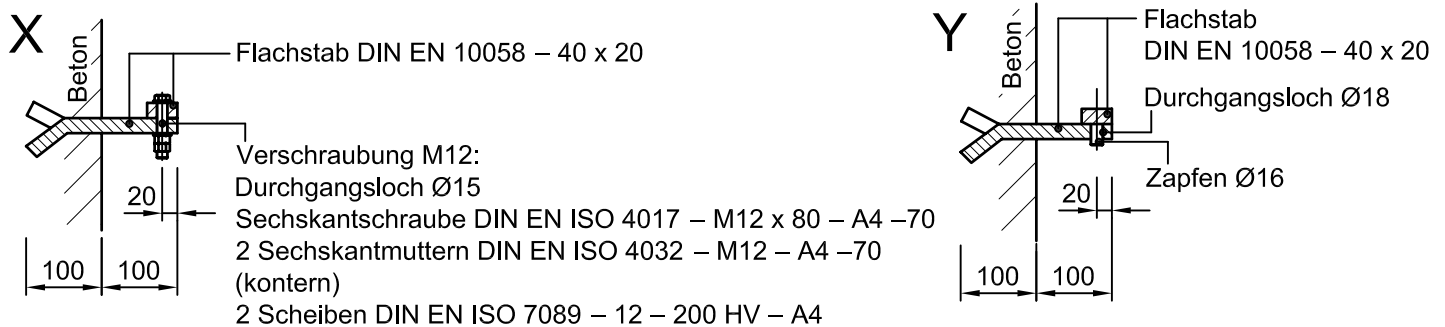 X
Beton
Flachstab DIN EN 10058 – 40 x 20
Verschraubung M12:
Durchgangsloch Ø15
Sechskantschraube DIN EN ISO 4017 – M12 x 80 – A4 –70
2 Sechskantmuttern DIN EN ISO 4032 – M12 – A4 –70
(kontern)
2 Scheiben DIN EN ISO 7089 – 12 – 200 HV – A4
20
100
100
Y
Beton
Flachstab
DIN EN 10058 – 40 x 20
Durchgangsloch Ø18
Zapfen Ø16
20
100
100